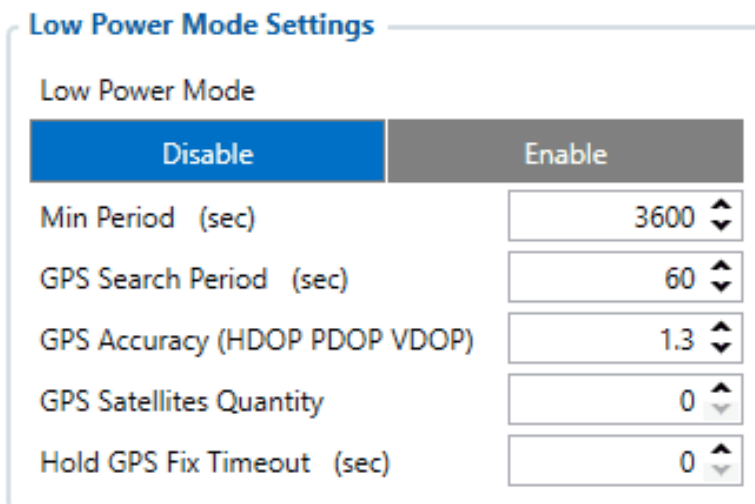 Low Power Mode Settings
Low Power Mode
Disable Enable
Min Period (sec) 3600
GPS Search Period (sec) 60
GPS Accuracy (HDOP PDOP VDOP) 1.3
GPS Satellites Quantity 0
Hold GPS Fix Timeout (sec) 0